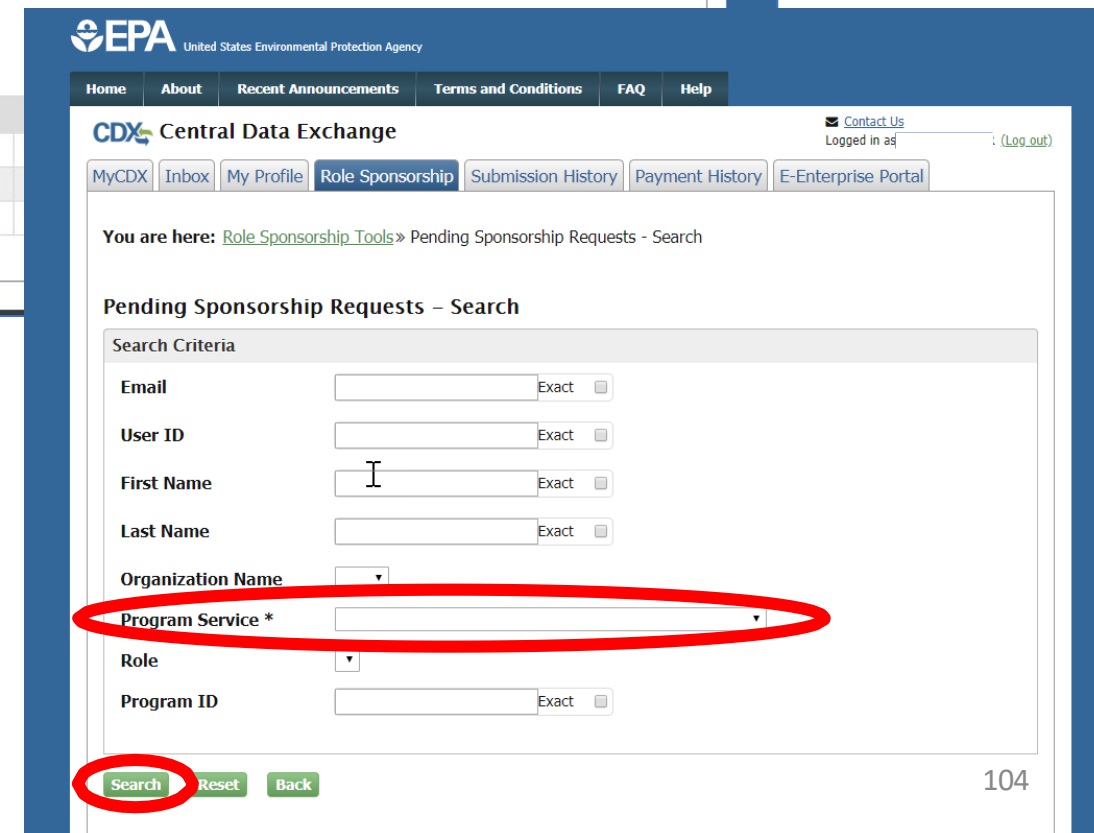 EPA United States Environmental Protection Agency
Home About Recent Announcements Terms and Conditions FAQ Help
CDX Central Data Exchange
Contact Us
Logged in as : (Log out)
MyCDX Inbox My Profile Role Sponsorship Submission History Payment History E-Enterprise Portal
You are here: Role Sponsorship Tools» Pending Sponsorship Requests - Search
Pending Sponsorship Requests – Search
Search Criteria
Email Exact
User ID Exact
First Name Exact
Last Name Exact
Organization Name
Program Service *
Role
Program ID Exact
Search Reset Back
104